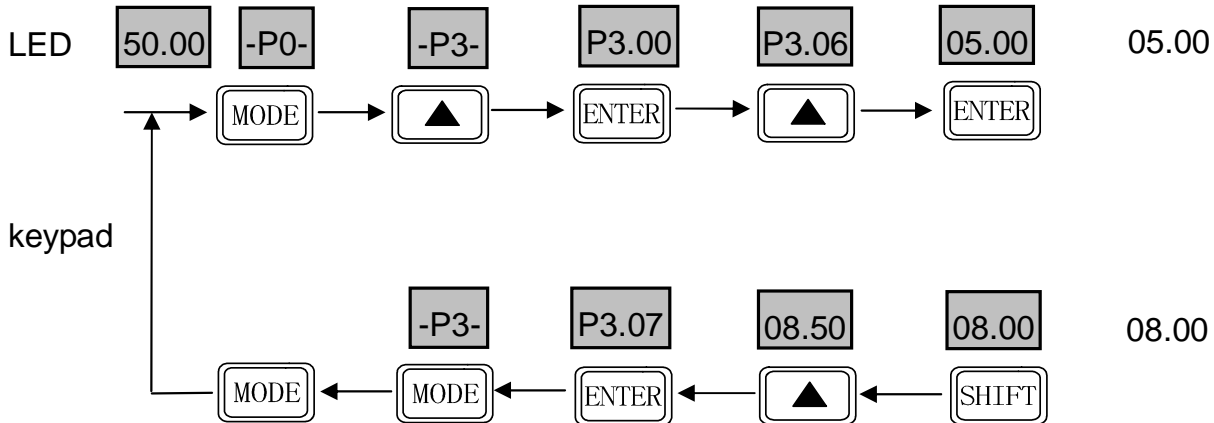 LED 50.00 -P0- -P3- P3.00 P3.06 05.00 05.00
MODE ▲ ENTER ▲ ENTER
keypad
-P3- P3.07 08.50 08.00 08.00
MODE MODE ENTER ▲ SHIFT